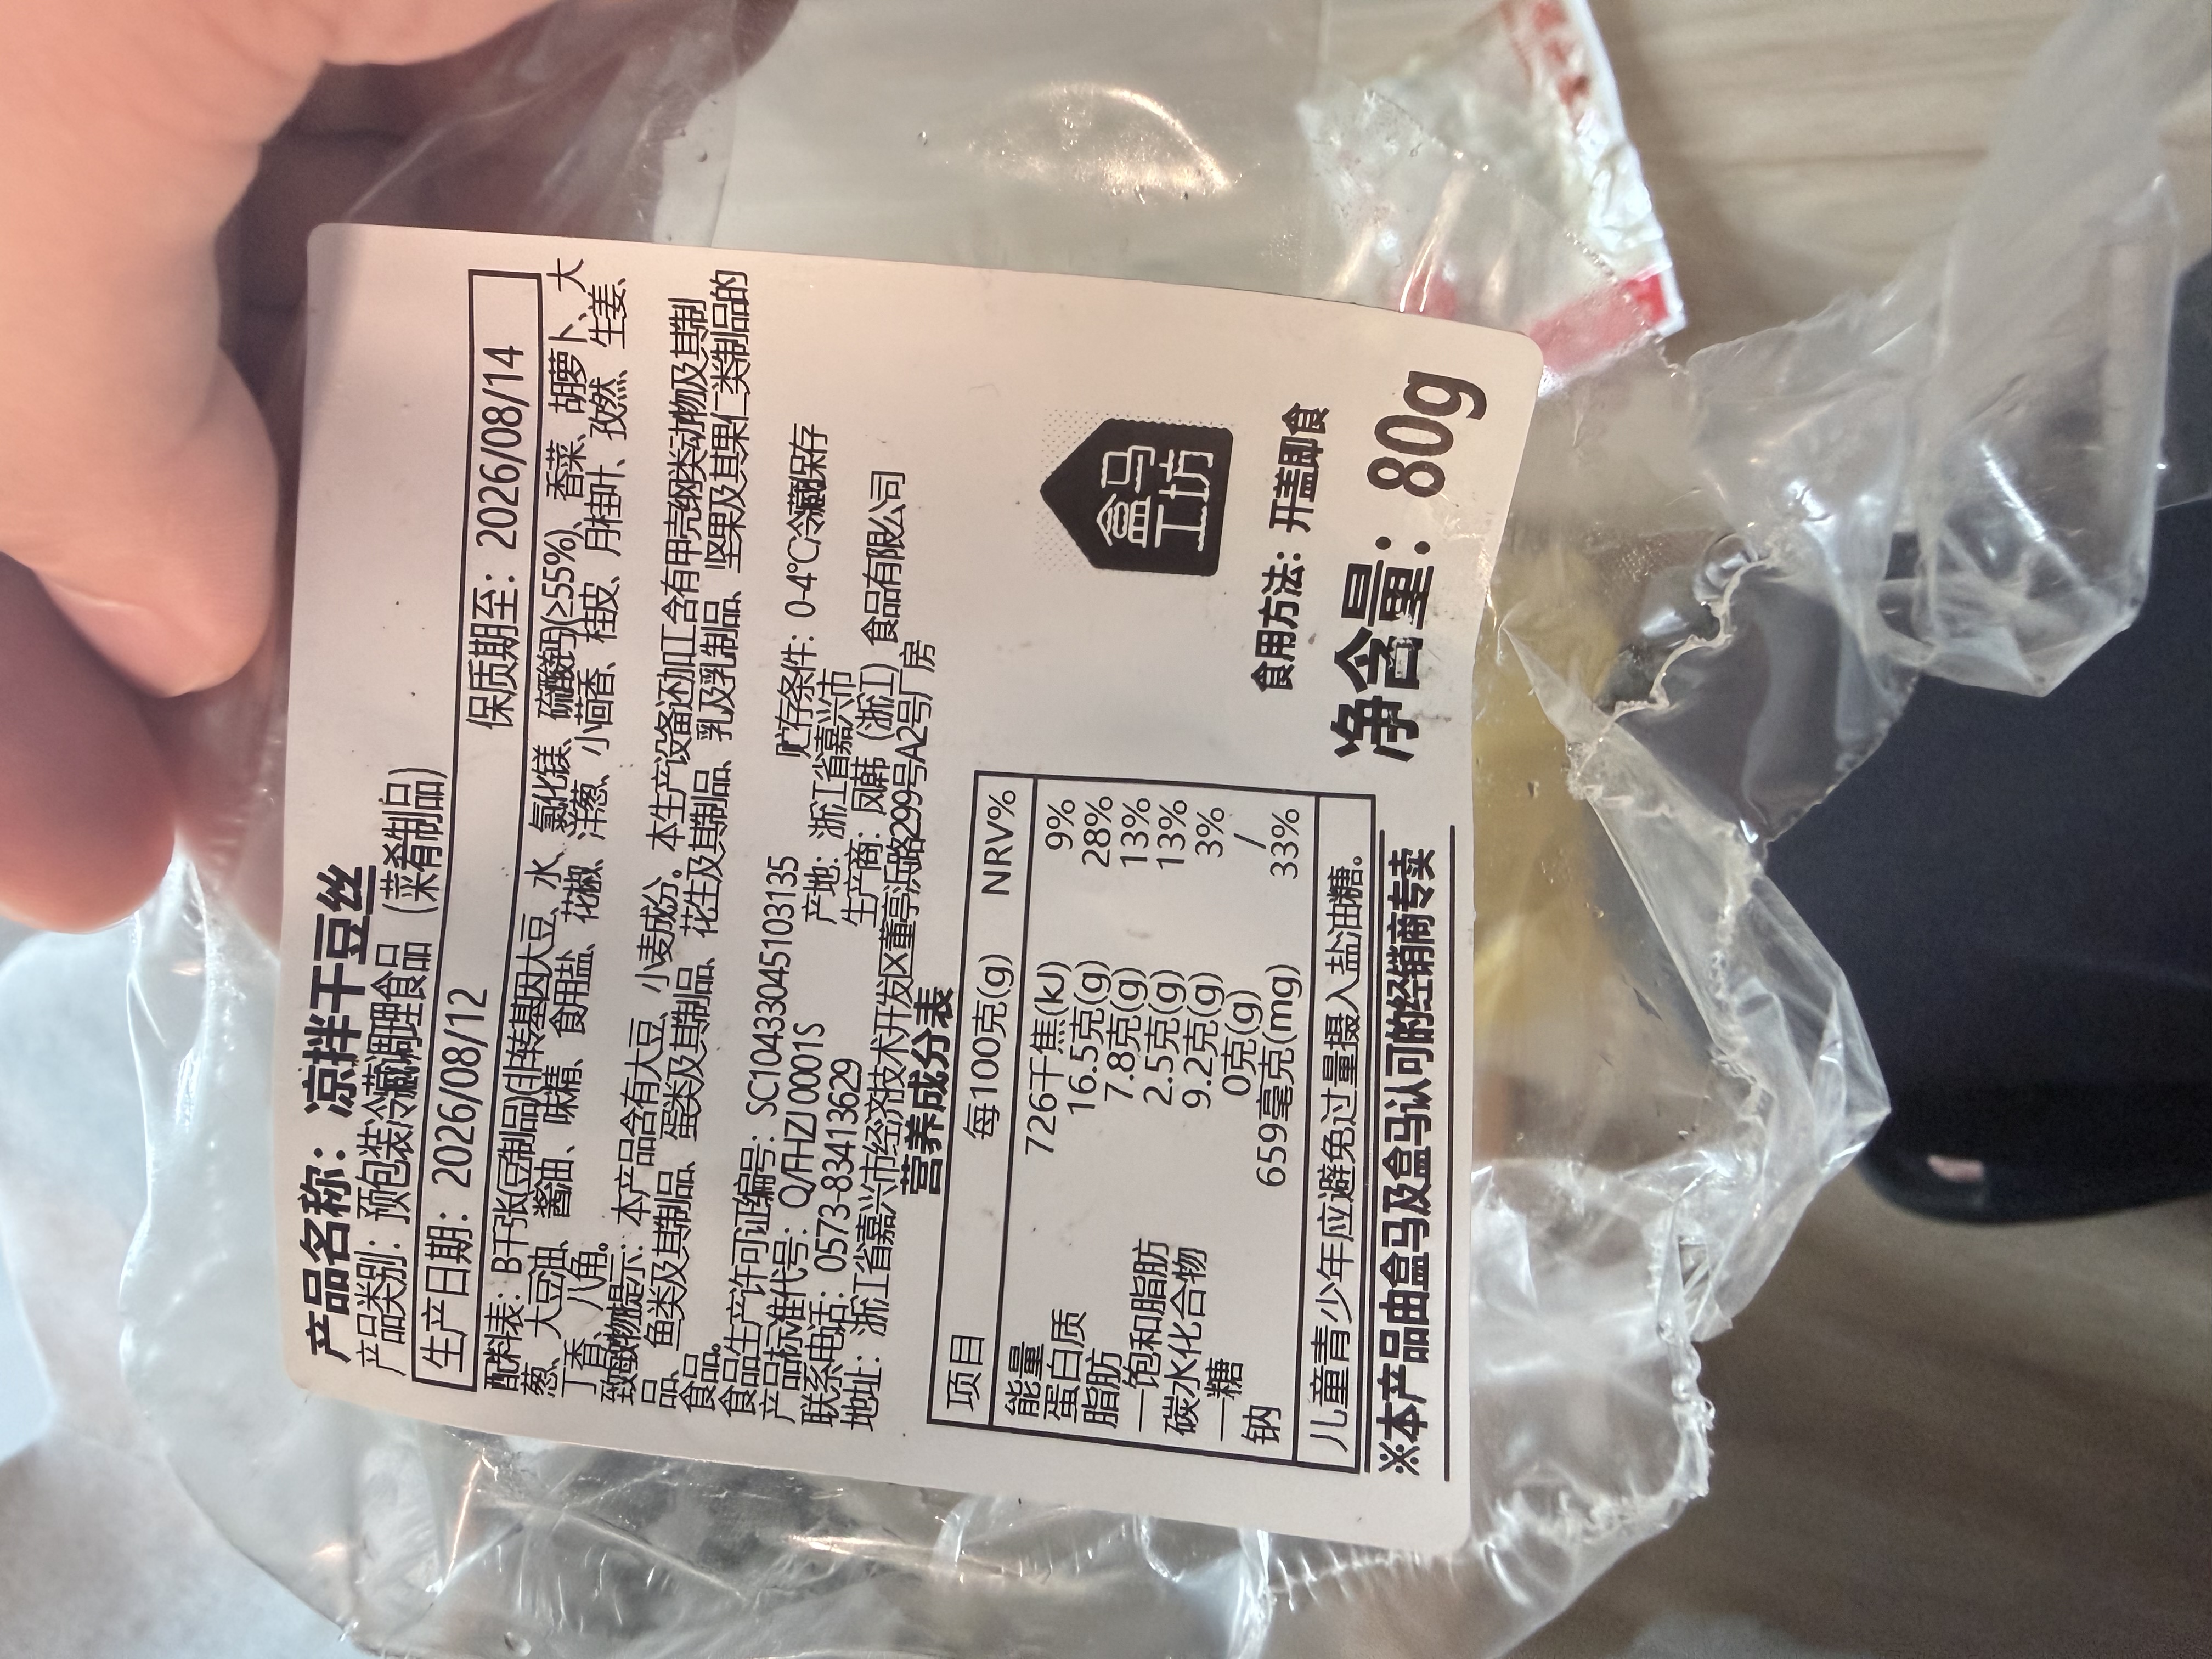 产品名称：凉拌干豆丝
产品类别：预包装冷藏调理食品（菜肴制品）
生产日期：2026/08/12 保质期至：2026/08/14
配料表：B千张(豆制品)(非转基因大豆、水、氯化镁、硫酸钙)(≥55%)、香菜、胡萝卜、大
葱、大豆油、酱油、味精、食用盐、花椒、洋葱、小茴香、桂皮、月桂叶、孜然、生姜、
丁香、八角。
致敏物提示：本产品含有大豆、小麦成分。本生产设备还加工含有甲壳纲类动物及其制
品、鱼类及其制品、蛋类及其制品、花生及其制品、乳及乳制品、坚果及其果仁类制品的
食品。
食品生产许可证编号：SC10433045103135 贮存条件：0-4℃冷藏保存
产品标准代号：Q/FHZJ 0001S 产地：浙江省嘉兴市
联系电话：0573-83413629 生产商：凤韩（浙江）食品有限公司
地址：浙江省嘉兴市经济技术开发区董亭浜路299号A2号厂房
营养成分表
项目 每100克(g) NRV%
能量 726千焦(kJ) 9%
蛋白质 16.5克(g) 28%
脂肪 7.8克(g) 13%
—饱和脂肪 2.5克(g) 13%
碳水化合物 9.2克(g) 3%
—糖 0克(g) /
钠 659毫克(mg) 33%
儿童青少年应避免过量摄入盐油糖。
※本产品由盒马及盒马认可的经销商专卖
盒马
工坊
食用方法：开盖即食
净含量：80g